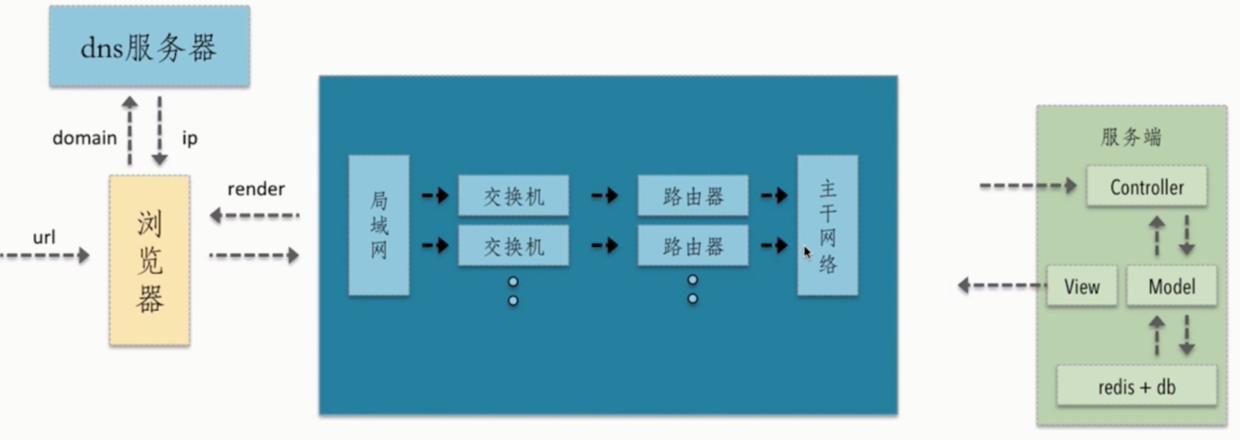 dns服务器
domain
ip
url
浏览器
render
局域网
交换机
路由器
交换机
路由器
主干网络
服务端
Controller
View
Model
redis + db